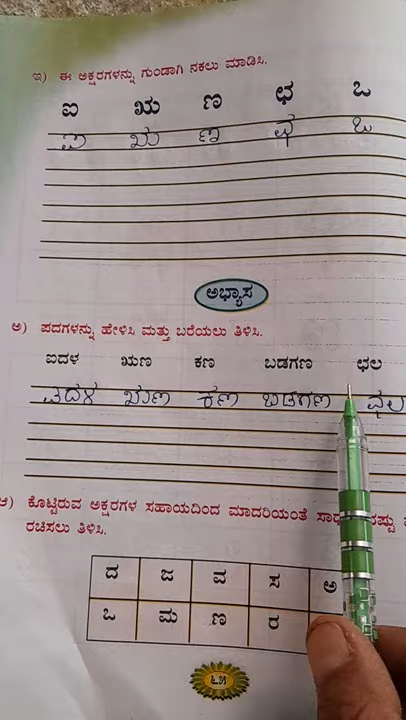 ಇ) ಈ ಅಕ್ಷರಗಳನ್ನು ಗುಂಡಾಗಿ ನಕಲು ಮಾಡಿಸಿ.
ಐ ಋ ಣ ಛ ಒ
ಐ ಋ ಣ ಛ ಒ
ಅಭ್ಯಾಸ
ಅ) ಪದಗಳನ್ನು ಹೇಳಿಸಿ ಮತ್ತು ಬರೆಯಲು ತಿಳಿಸಿ.
ಐದಳ ಋಣ ಕಣ ಬಡಗಣ ಛಲ
ಐದಳ ಋಣ ಕಣ ಬಡಗಣ ಛಲ
ಆ) ಕೊಟ್ಟಿರುವ ಅಕ್ಷರಗಳ ಸಹಾಯದಿಂದ ಮಾದರಿಯಂತೆ
ರಚಿಸಲು ತಿಳಿಸಿ.
ದ ಜ ವ ಸ ಅ
ಒ ಮ ಣ ರ
೬೫